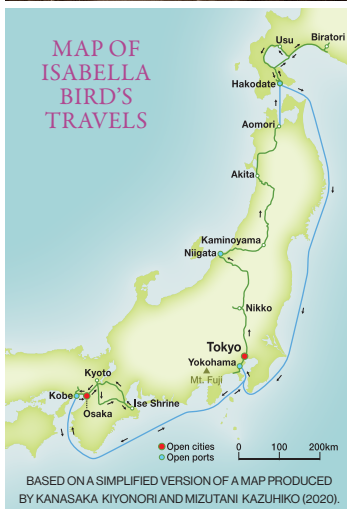 MAP OF
ISABELLA
BIRD'S
TRAVELS
Usu
Biratori
Hakodate
Aomori
Akita
Kaminoyama
Niigata
Nikko
Tokyo
Yokohama
Mt. Fuji
Kyoto
Kobe
Ise Shrine
Osaka
Open cities
Open ports
0 100 200km
BASED ON A SIMPLIFIED VERSION OF A MAP PRODUCED
BY KANASAKA KIYONORI AND MIZUTANI KAZUHIKO (2020).